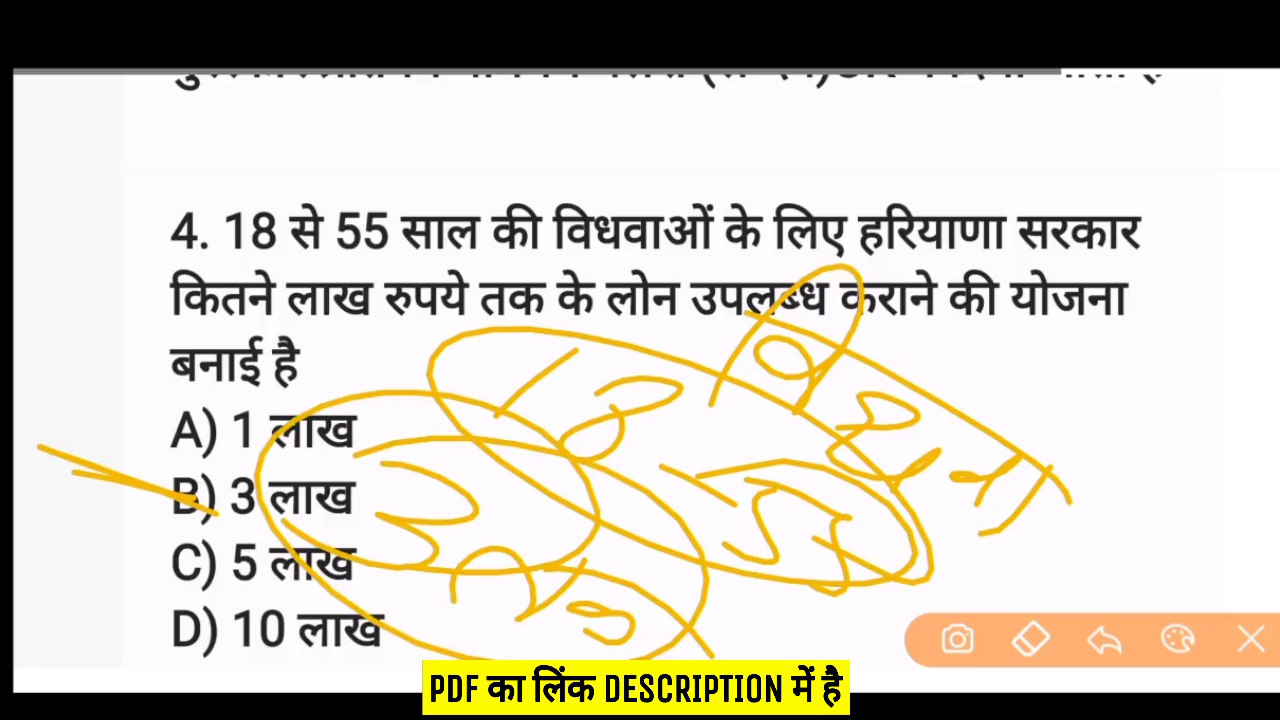 4. 18 से 55 साल की विधवाओं के लिए हरियाणा सरकार
कितने लाख रुपये तक के लोन उपलब्ध कराने की योजना
बनाई है
A) 1 लाख
B) 3 लाख
C) 5 लाख
D) 10 लाख
PDF का लिंक DESCRIPTION में है